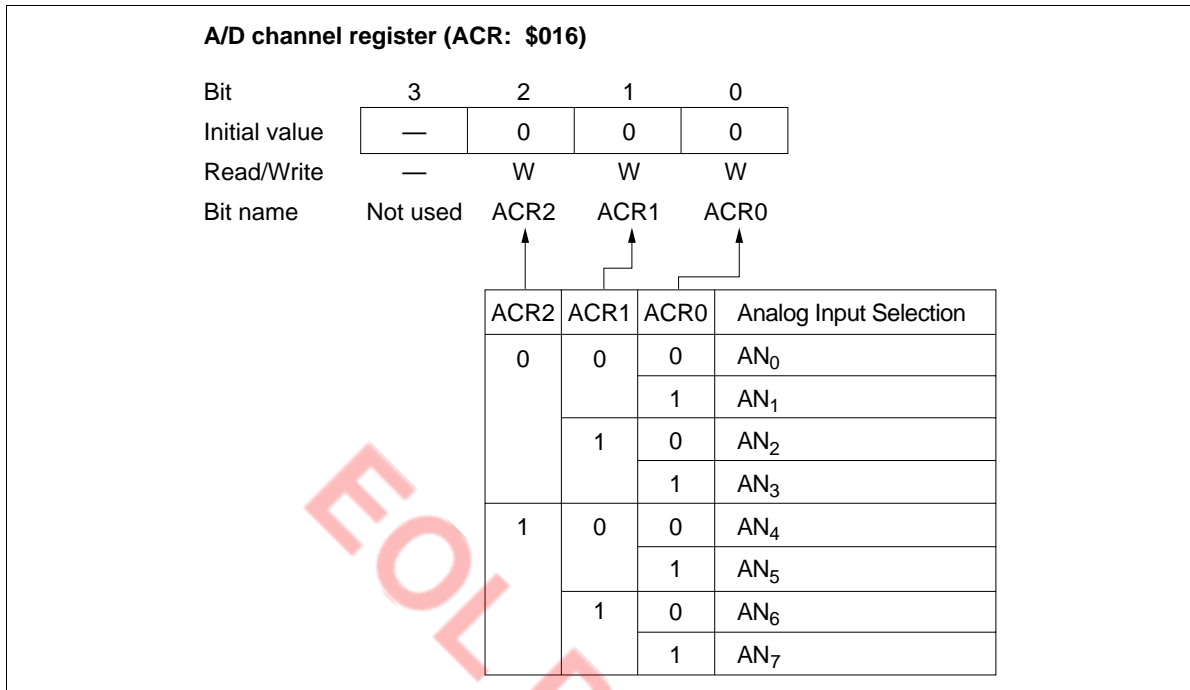 A/D channel register (ACR: $016)
Bit 3 2 1 0
Initial value — 0 0 0
Read/Write — W W W
Bit name Not used ACR2 ACR1 ACR0
ACR2 ACR1 ACR0 Analog Input Selection
0 0 0 AN0
1 AN1
1 0 AN2
1 AN3
1 0 0 AN4
1 AN5
1 0 AN6
1 AN7
EOL